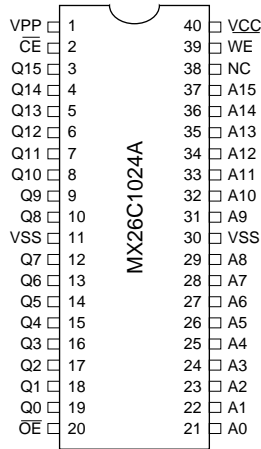 VPP 1 40 VCC
CE 2 39 WE
Q15 3 38 NC
Q14 4 37 A15
Q13 5 36 A14
Q12 6 35 A13
Q11 7 34 A12
Q10 8 33 A11
Q9 9 32 A10
Q8 10 31 A9
VSS 11 30 VSS
Q7 12 29 A8
Q6 13 28 A7
Q5 14 27 A6
Q4 15 26 A5
Q3 16 25 A4
Q2 17 24 A3
Q1 18 23 A2
Q0 19 22 A1
OE 20 21 A0
MX26C1024A